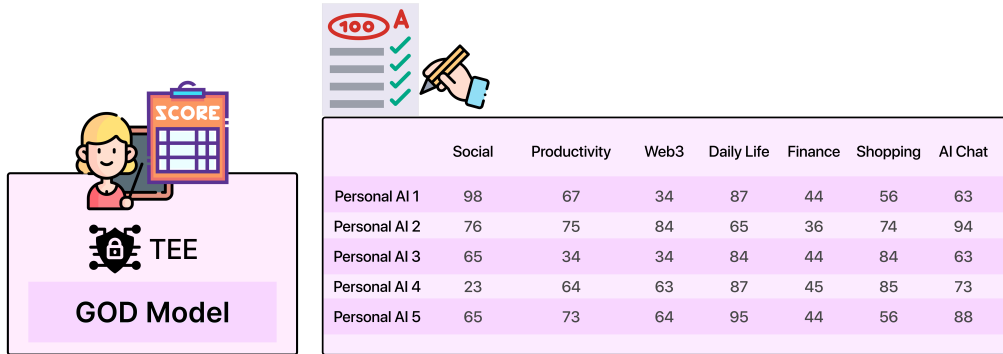 SCORE
TEE
GOD Model
100 A
Social Productivity Web3 Daily Life Finance Shopping AI Chat
Personal AI 1 98 67 34 87 44 56 63
Personal AI 2 76 75 84 65 36 74 94
Personal AI 3 65 34 34 84 44 84 63
Personal AI 4 23 64 63 87 45 85 73
Personal AI 5 65 73 64 95 44 56 88